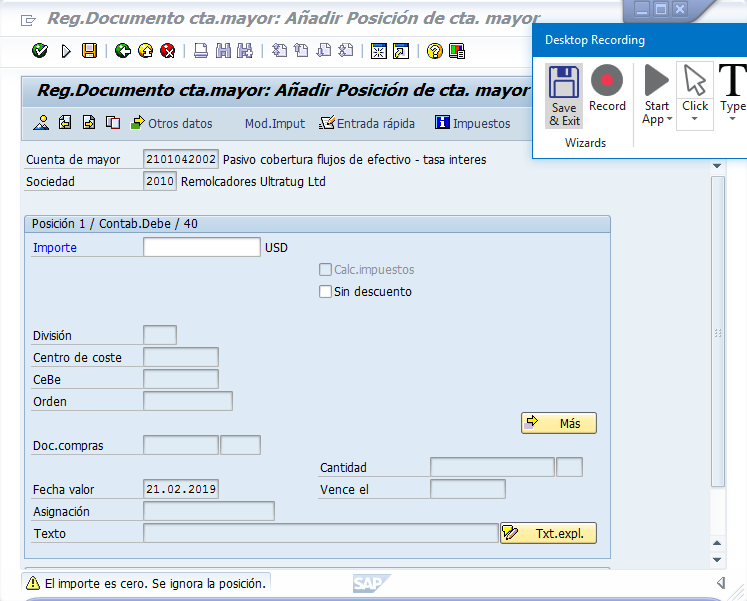 Reg.Documento cta.mayor: Añadir Posición de cta. mayor
Desktop Recording
Save & Exit
Record
Start App
Click
Type
Wizards
Reg.Documento cta.mayor: Añadir Posición de cta. mayor
Otros datos Mod.Imput Entrada rápida Impuestos
Cuenta de mayor 2101042002 Pasivo cobertura flujos de efectivo - tasa interes
Sociedad 2010 Remolcadores Ultratug Ltd
Posición 1 / Contab.Debe / 40
Importe USD
Calc.impuestos
Sin descuento
División
Centro de coste
CeBe
Orden
Más
Doc.compras
Cantidad
Fecha valor 21.02.2019 Vence el
Asignación
Texto Txt.expl.
El importe es cero. Se ignora la posición.
SAP